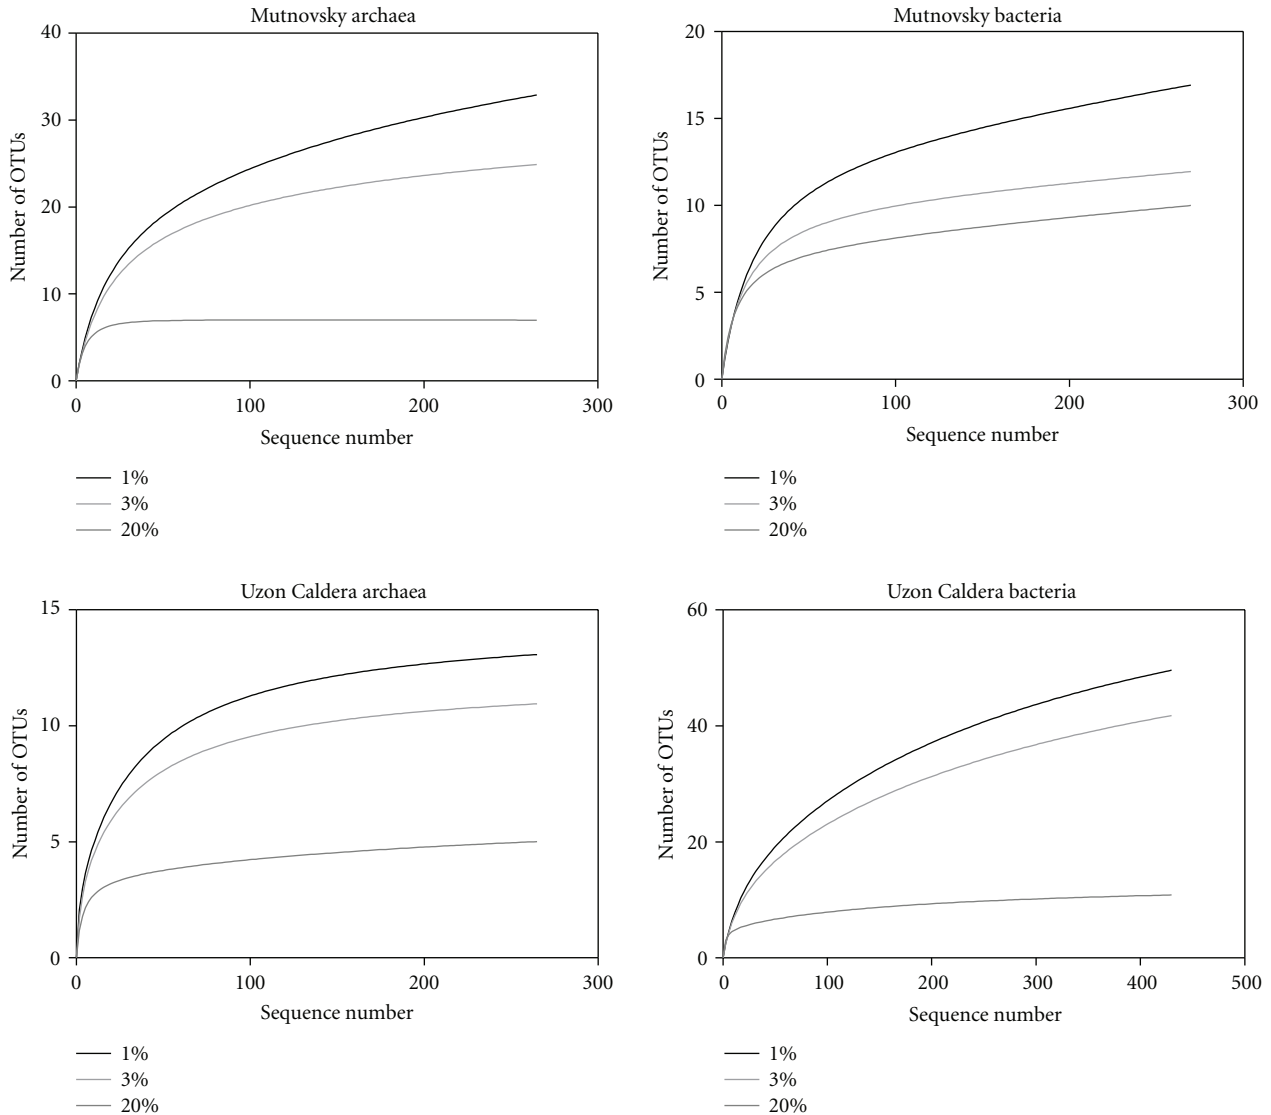 Mutnovsky archaea
40
30
20
10
0
Number of OTUs
0 100 200 300
Sequence number
1%
3%
20%
Mutnovsky bacteria
20
15
10
5
0
Number of OTUs
0 100 200 300
Sequence number
1%
3%
20%
Uzon Caldera archaea
15
10
5
0
Number of OTUs
0 100 200 300
Sequence number
1%
3%
20%
Uzon Caldera bacteria
60
40
20
0
Number of OTUs
0 100 200 300 400 500
Sequence number
1%
3%
20%